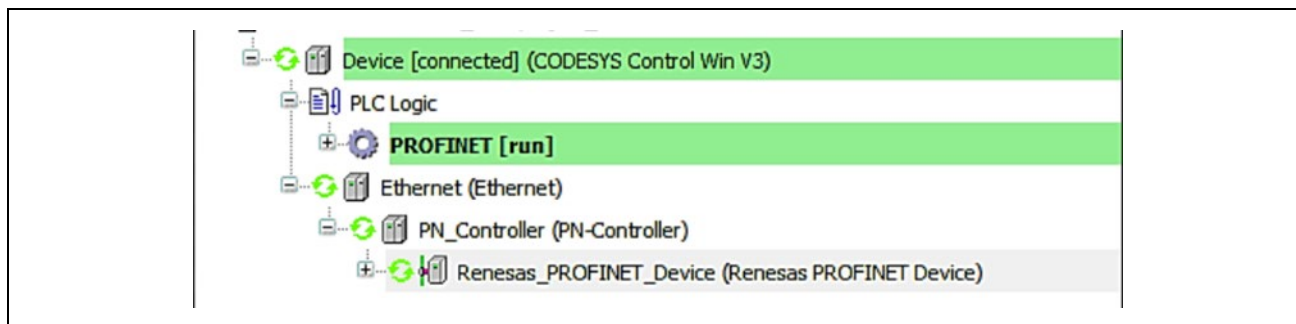 Device [connected] (CODESYS Control Win V3)
PLC Logic
PROFINET [run]
Ethernet (Ethernet)
PN_Controller (PN-Controller)
Renesas_PROFINET_Device (Renesas PROFINET Device)